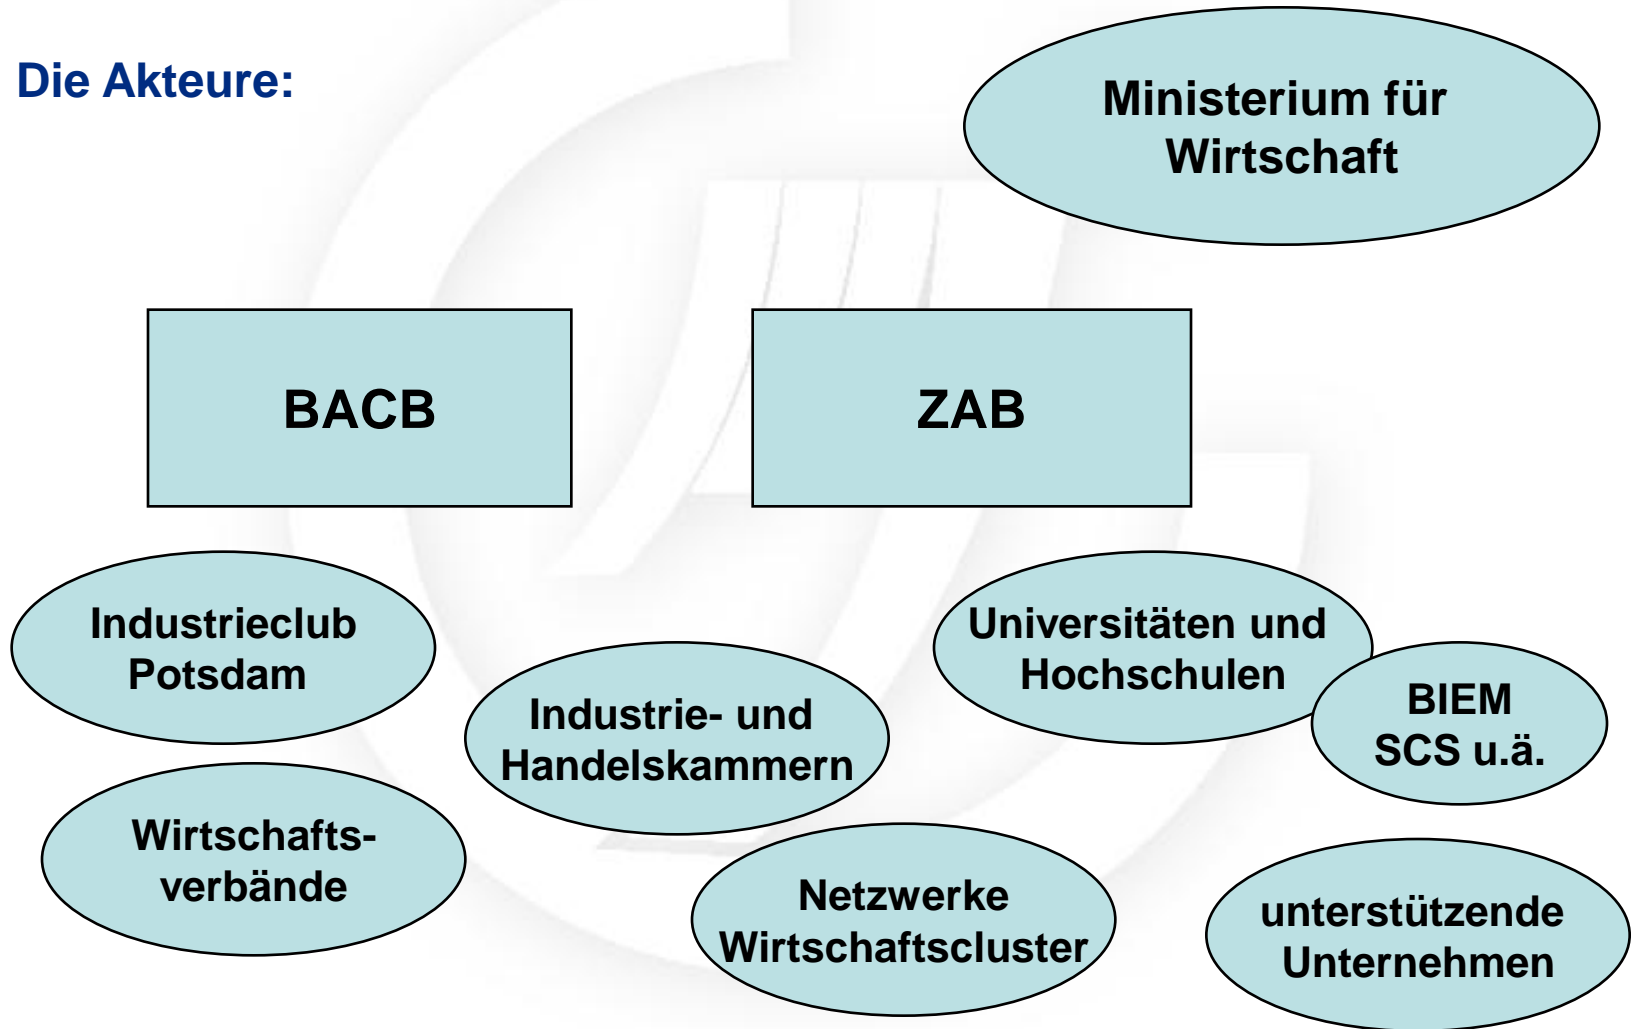 Die Akteure:
Ministerium für
Wirtschaft
BACB
ZAB
Industrieclub
Potsdam
Industrie- und
Handelskammern
Universitäten und
Hochschulen
BIEM
SCS u.ä.
Wirtschafts-
verbände
Netzwerke
Wirtschaftscluster
unterstützende
Unternehmen